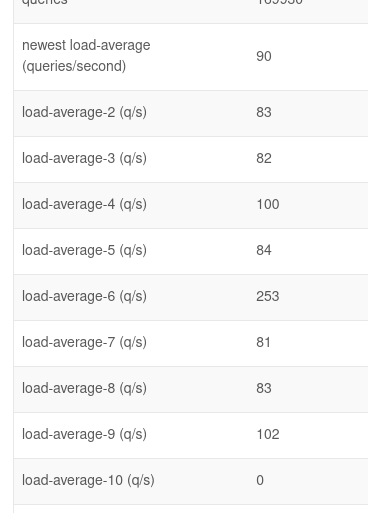 newest load-average
(queries/second) 90
load-average-2 (q/s) 83
load-average-3 (q/s) 82
load-average-4 (q/s) 100
load-average-5 (q/s) 84
load-average-6 (q/s) 253
load-average-7 (q/s) 81
load-average-8 (q/s) 83
load-average-9 (q/s) 102
load-average-10 (q/s) 0